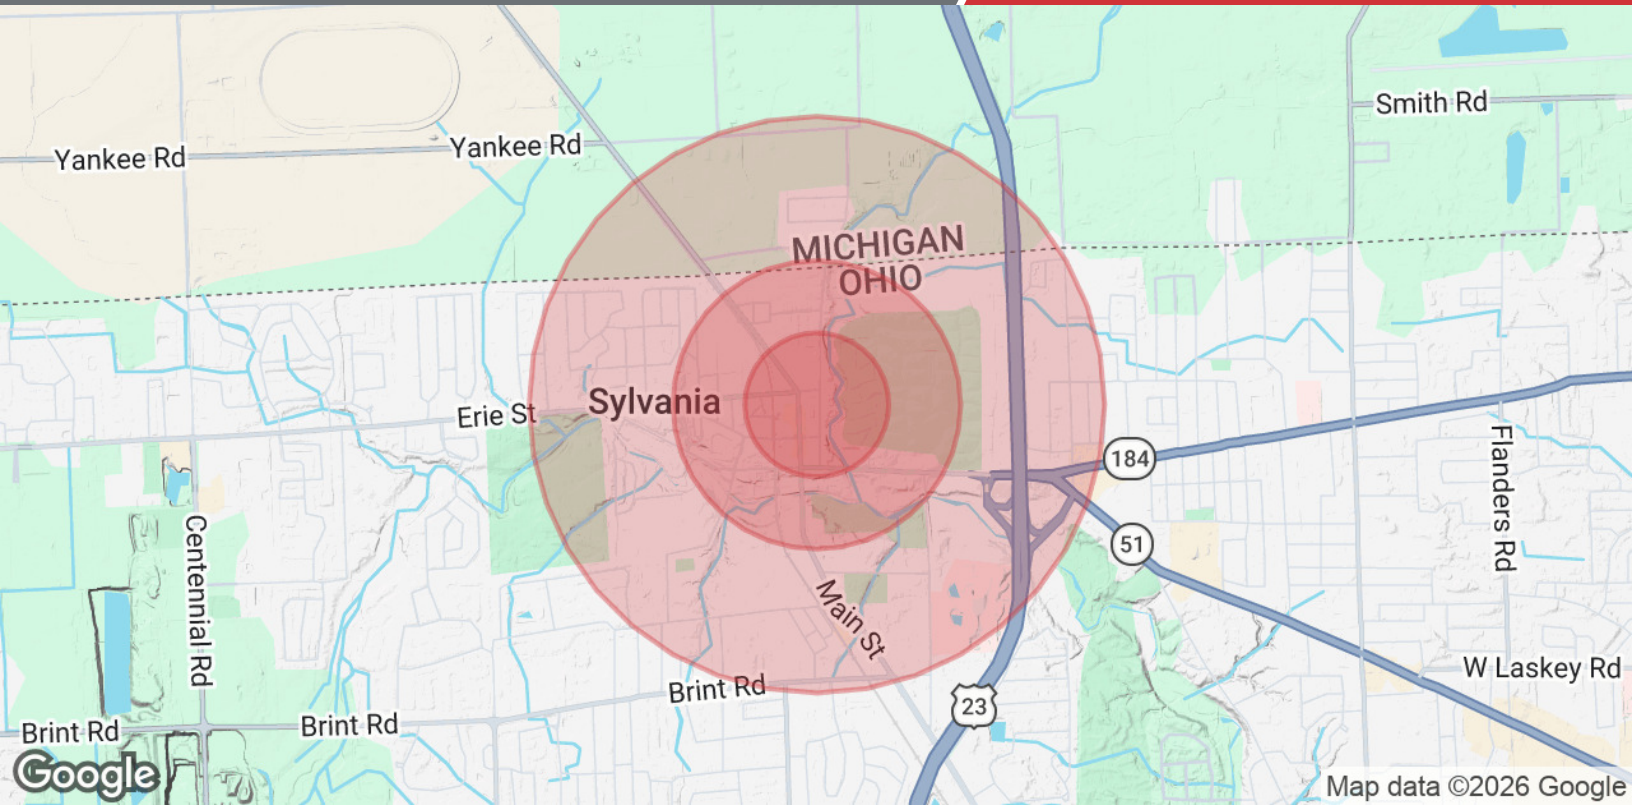 Smith Rd
Yankee Rd
Yankee Rd
MICHIGAN
OHIO
Sylvania
Erie St
184
Flanders Rd
51
Centennial Rd
Main St
W Laskey Rd
Brint Rd
23
Brint Rd
Brint Rd
Google
Map data ©2026 Google